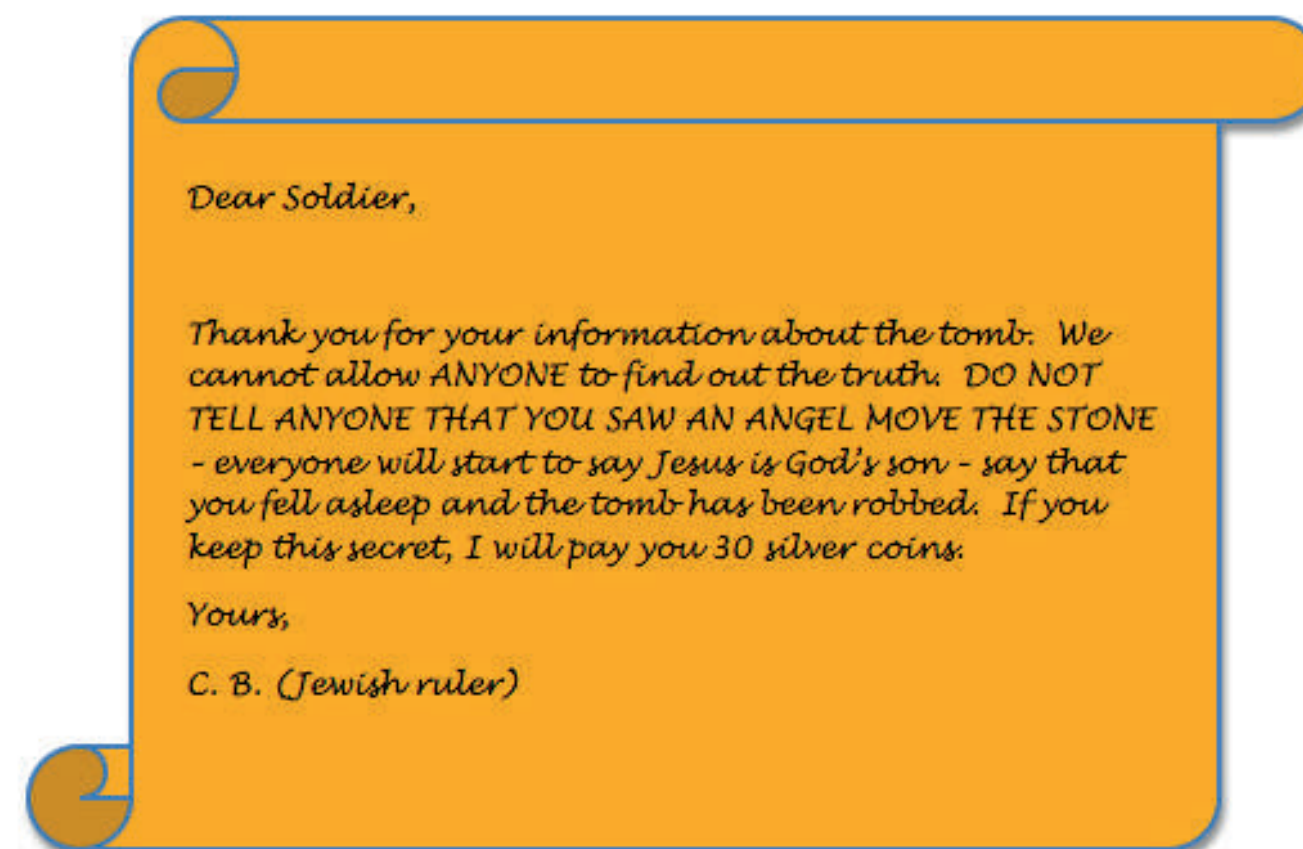 Dear Soldier,
Thank you for your information about the tomb. We
cannot allow ANYONE to find out the truth. DO NOT
TELL ANYONE THAT YOU SAW AN ANGEL MOVE THE STONE
– everyone will start to say Jesus is God's son – say that
you fell asleep and the tomb has been robbed. If you
keep this secret, I will pay you 30 silver coins.
Yours,
C. B. (Jewish ruler)